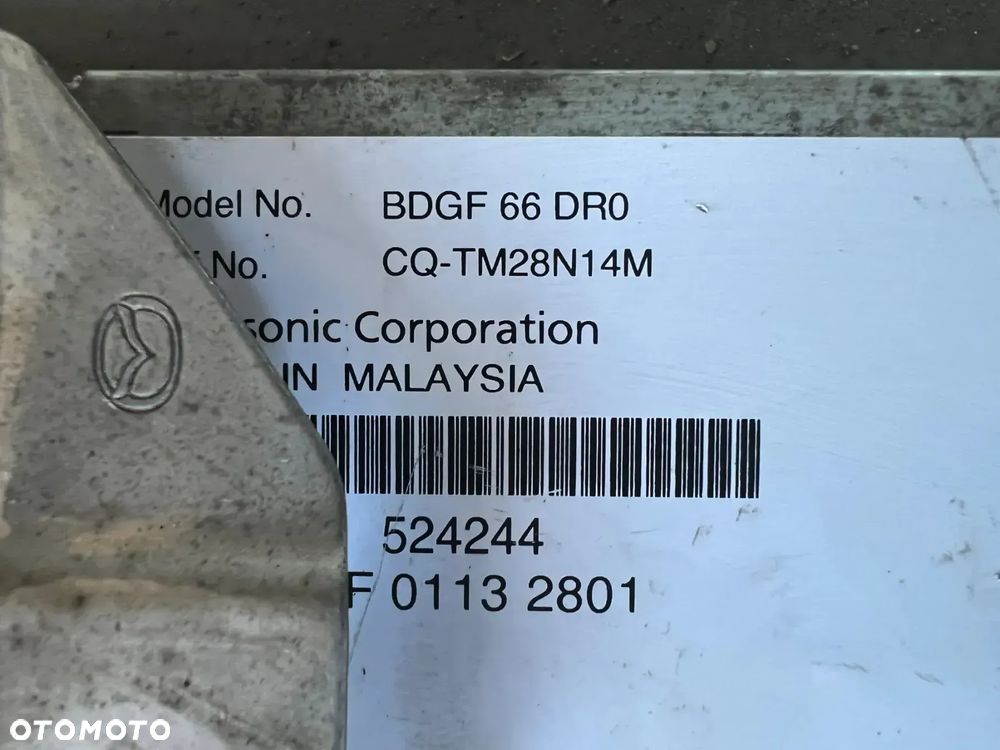 Model No. BDGF 66 DR0
No. CQ-TM28N14M
sonic Corporation
IN MALAYSIA
524244
F 0113 2801
OTOMOTO